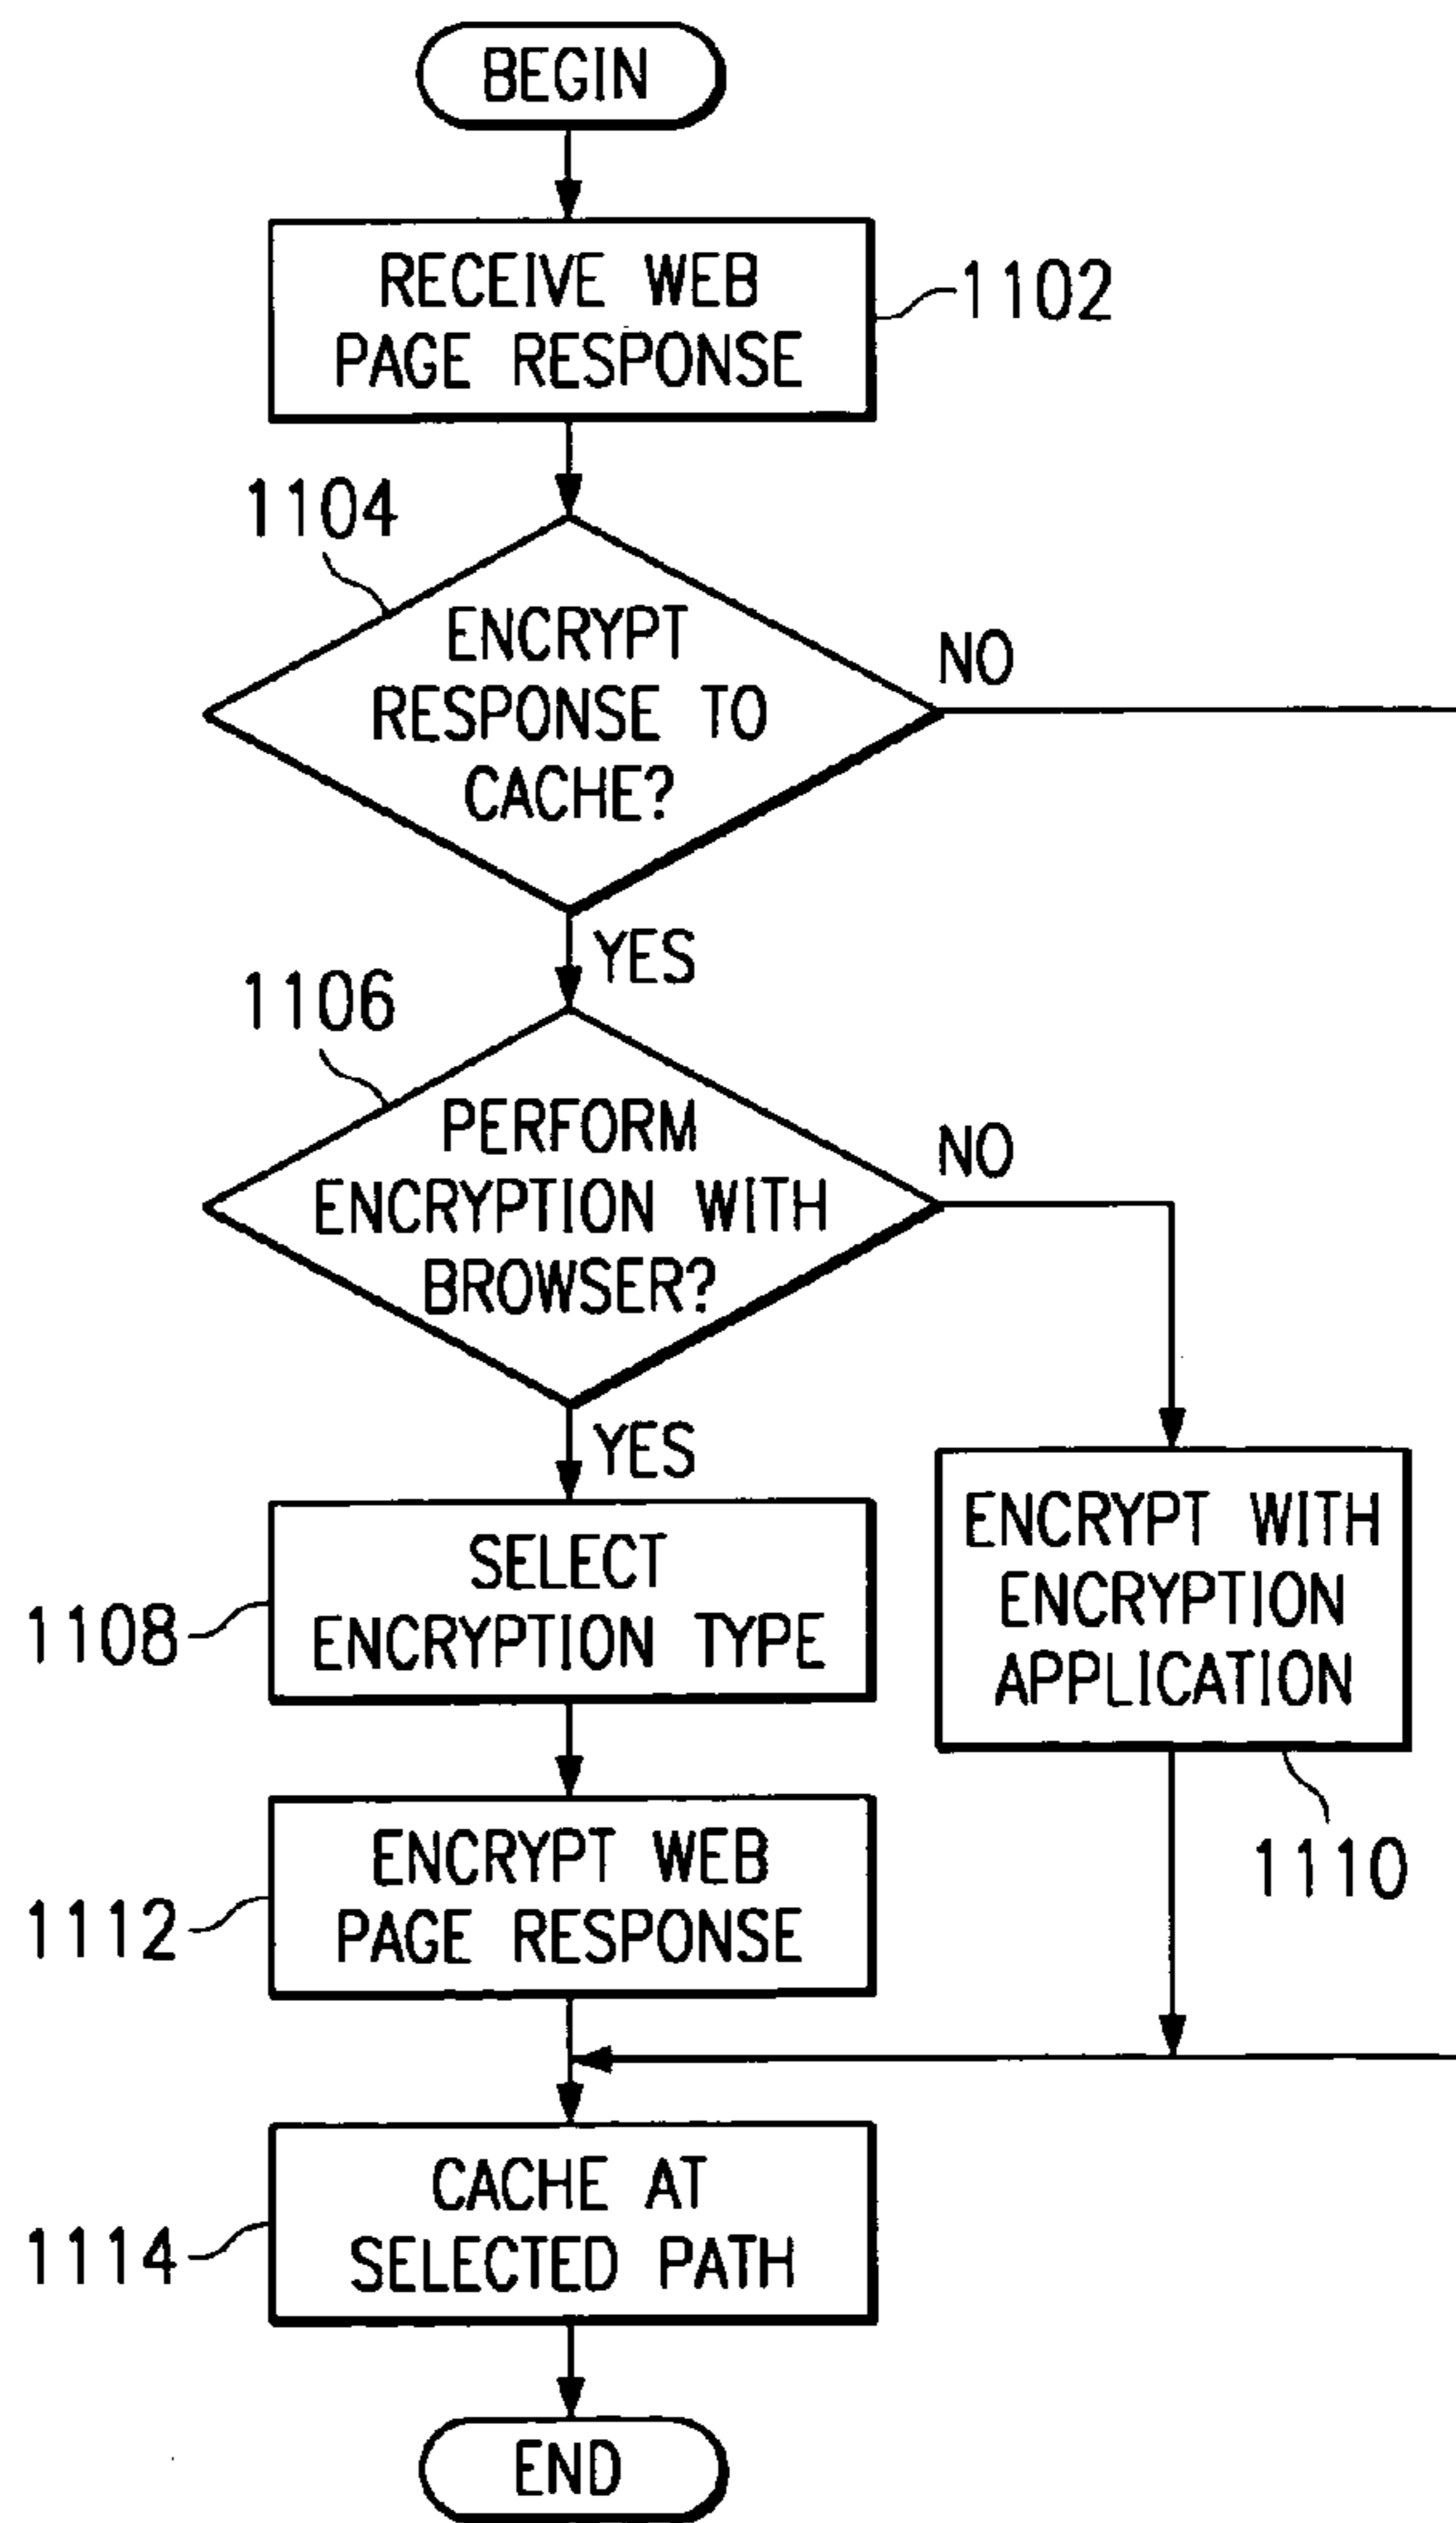 BEGIN
RECEIVE WEB
PAGE RESPONSE
1102
1104
ENCRYPT
RESPONSE TO
CACHE?
NO
YES
1106
PERFORM
ENCRYPTION WITH
BROWSER?
NO
YES
SELECT
ENCRYPTION TYPE
1108
ENCRYPT WITH
ENCRYPTION
APPLICATION
1110
ENCRYPT WEB
PAGE RESPONSE
1112
CACHE AT
SELECTED PATH
1114
END